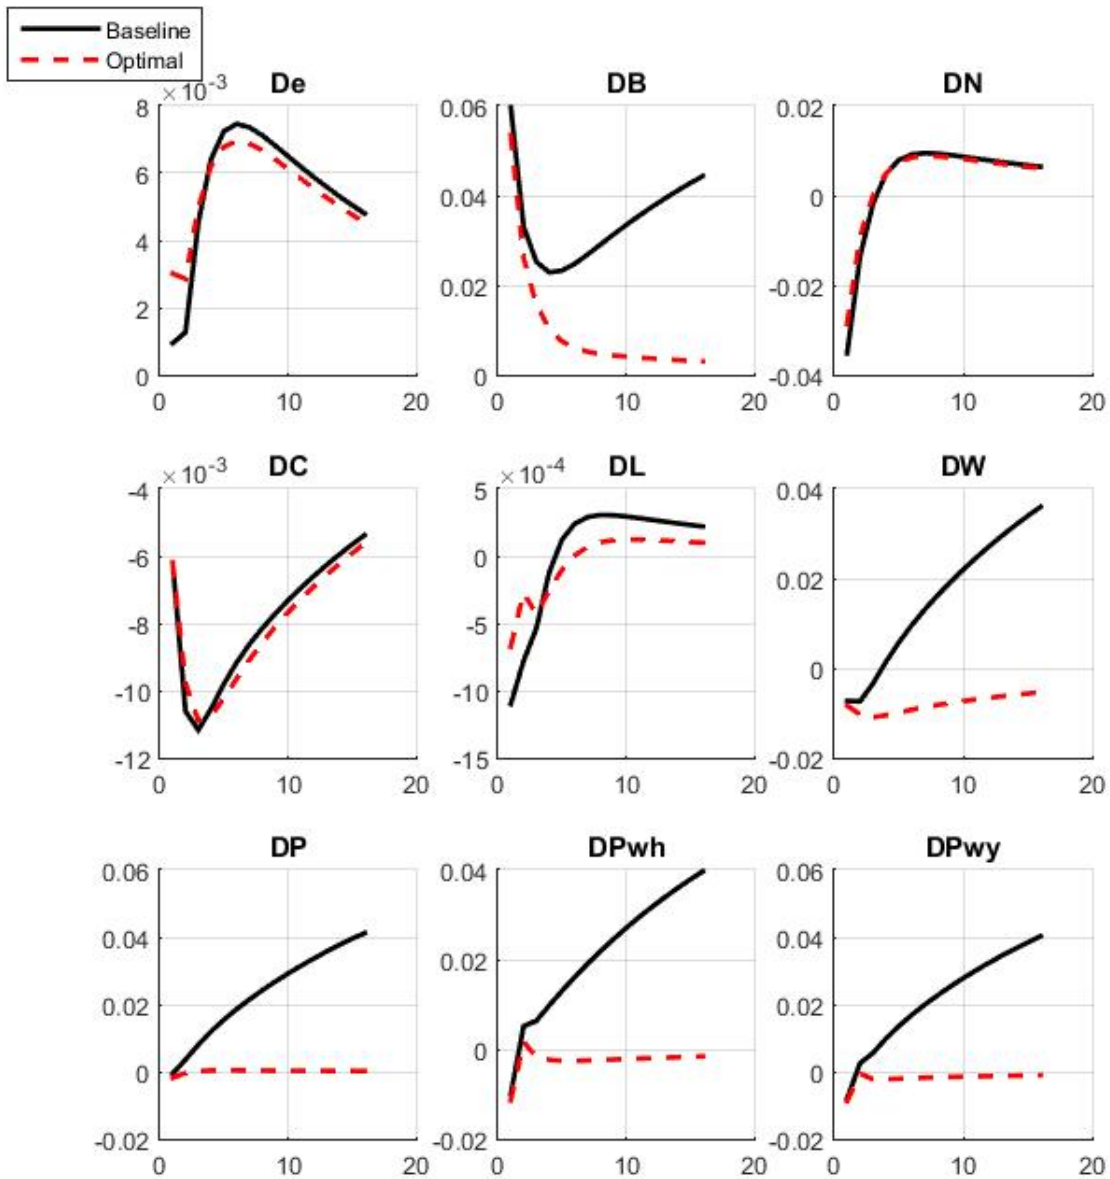 Baseline
Optimal
De DB DN
×10⁻³
8 0.06 0.02
6 0.04 0
4
2 0.02 -0.02
0 0 -0.04
0 10 20 0 10 20 0 10 20
DC DL DW
×10⁻³ ×10⁻⁴
-4 5 0.04
-6 0 0.02
-8 -5 0
-10 -10
-12 -15 -0.02
0 10 20 0 10 20 0 10 20
DP DPwh DPwy
0.06 0.04 0.06
0.04 0.02 0.04
0.02 0.02
0 0 0
-0.02 -0.02 -0.02
0 10 20 0 10 20 0 10 20